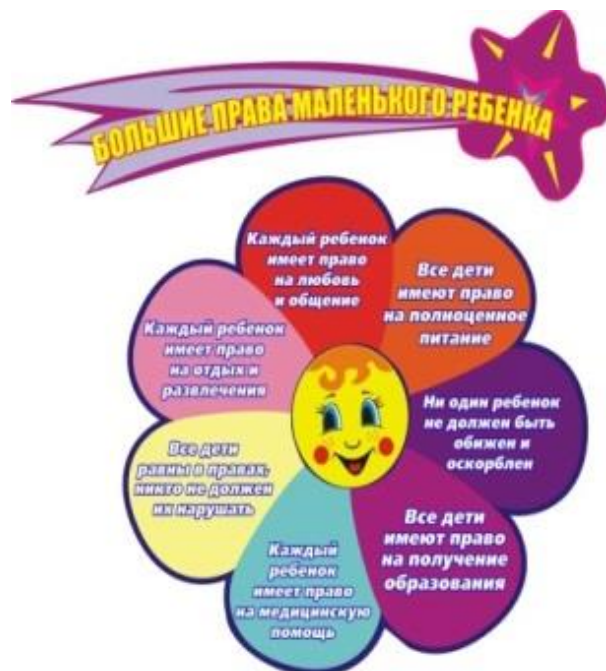 БОЛЬШИЕ ПРАВА МАЛЕНЬКОГО РЕБЕНКА
Каждый ребенок
имеет право
на любовь
и общение
Все дети
имеют право
на полноценное
питание
Ни один ребенок
не должен быть
обижен и
оскорблен
Все дети
имеют право
на получение
образования
Каждый
ребенок
имеет право
на медицинскую
помощь
Все дети
равны в правах,
никто не должен
их нарушать
Каждый ребенок
имеет право
на отдых и
развлечения